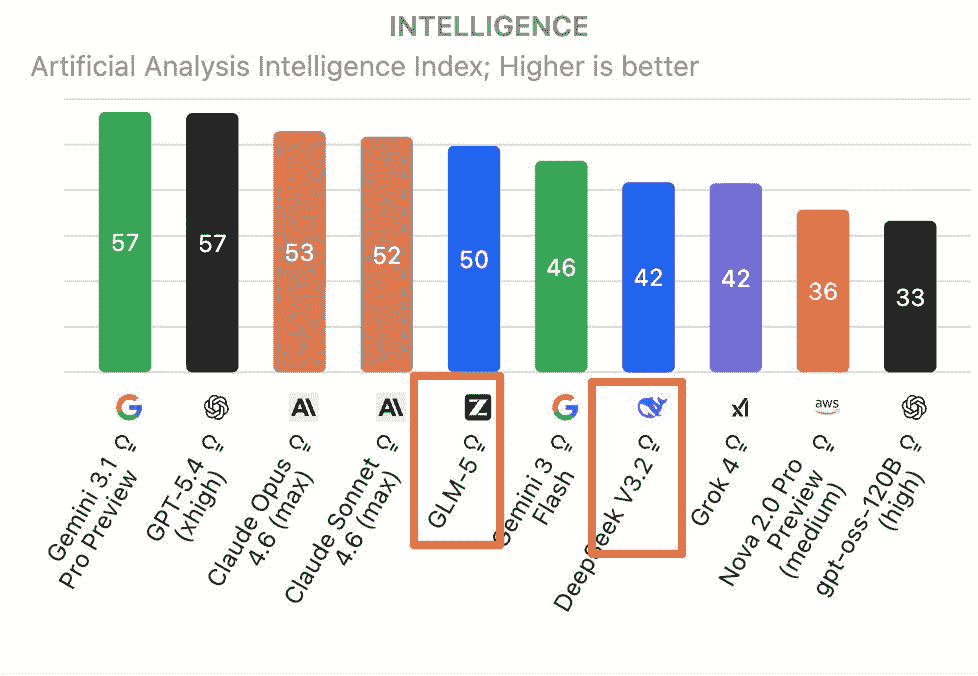 INTELLIGENCE
Artificial Analysis Intelligence Index; Higher is better
57
57
53
52
50
46
42
42
36
33
aws
Gemini 3.1
Pro Preview
GPT-5.4
(xhigh)
Claude Opus
4.6 (max)
Claude Sonnet
4.6 (max)
GLM-5
Gemini 3
Flash
DeepSeek V3.2
Grok 4
Nova 2.0 Pro
Preview
(medium)
gpt-oss-120B
(high)